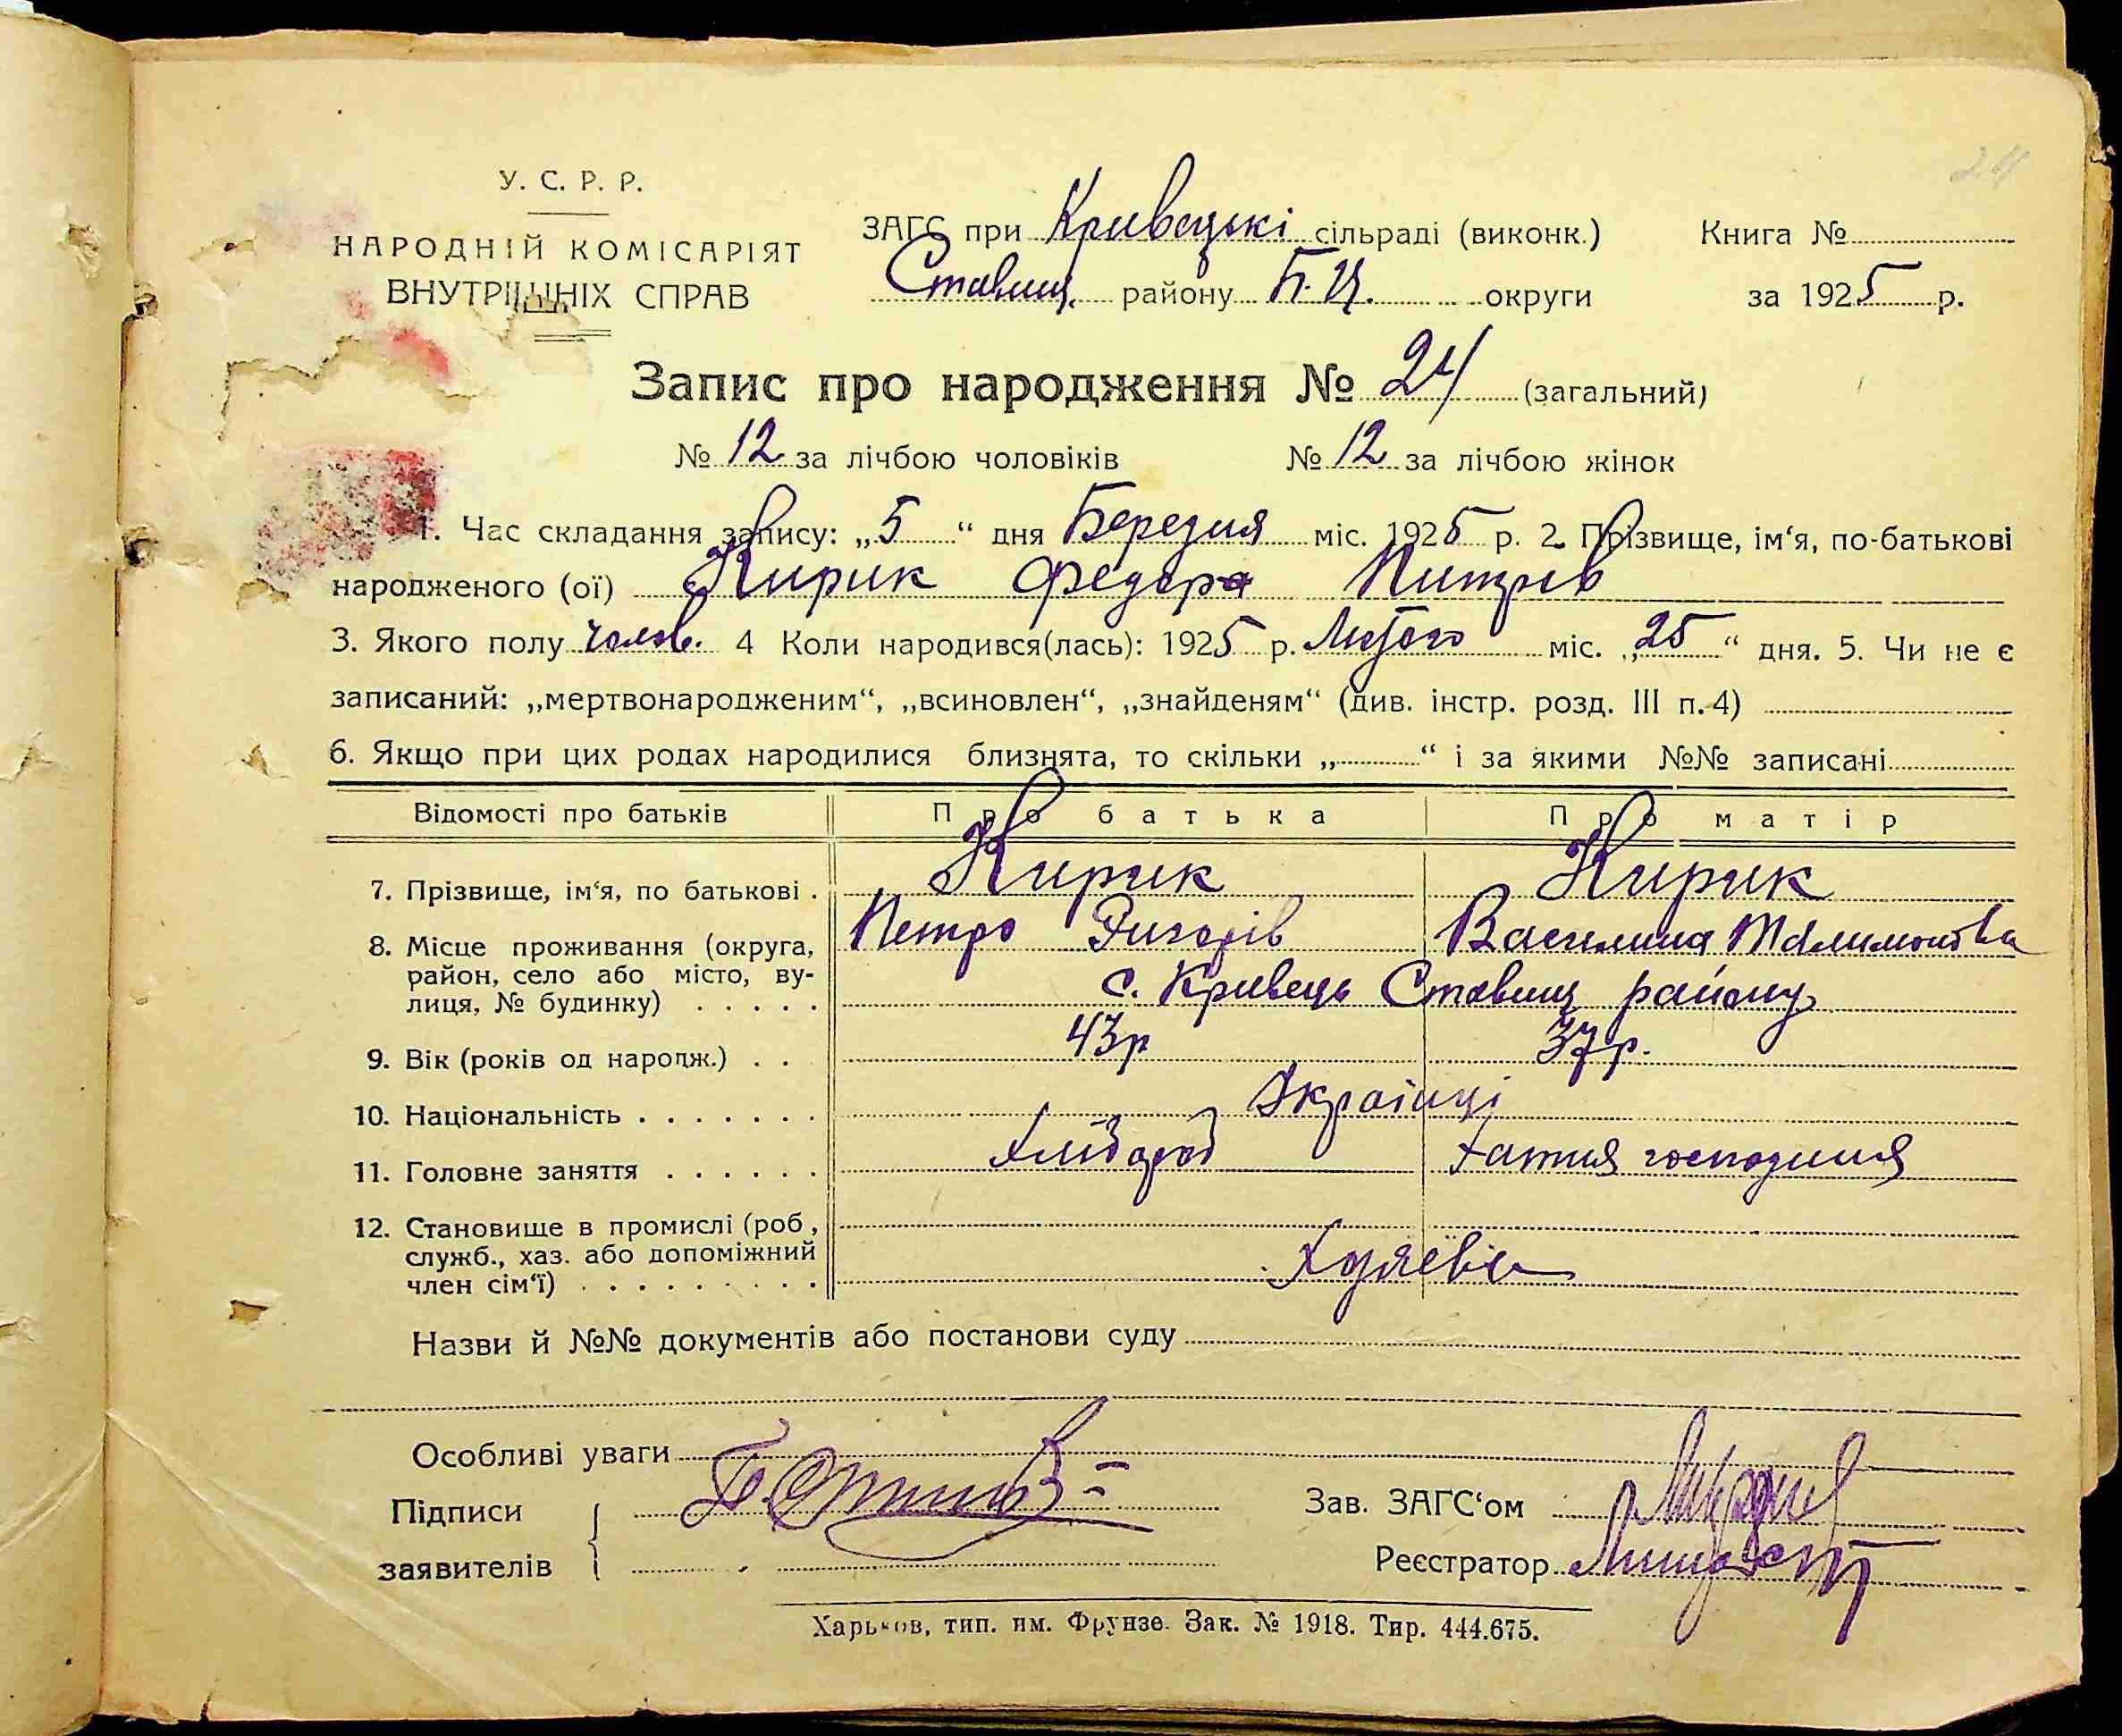 24
У. С. Р. Р.
НАРОДНІЙ КОМІСАРІЯТ
ВНУТРІШНІХ СПРАВ
ЗАГС при Кривецькі сільраді (виконк.) Книга №
Ставищ. району Б.Ц. округи за 1925 р.
Запис про народження № 24 (загальний)
№ 12 за лічбою чоловіків № 12 за лічбою жінок
1. Час складання запису: „5“ дня Березня міс. 1925 р. 2. Прізвище, ім‘я, по-батькові
народженого (ої) Кирик Федора Питрів
3. Якого полу чолов. 4 Коли народився(лась): 1925 р. Лютого міс. „25“ дня. 5. Чи не є
записаний: „мертвонародженим“, „всиновлен“, „знайденям“ (див. інстр. розд. III п. 4)
6. Якщо при цих родах народилися близнята, то скільки „ “ і за якими №№ записані
Відомості про батьків Про батька Про матір
7. Прізвище, ім‘я, по батькові . Кирик Кирик
Петро Григорів Василина
8. Місце проживання (округа,
район, село або місто, ву-
лиця, № будинку) . . . . . с. Кривець Ставищ району
9. Вік (років од народж.) . . 43р 37р.
10. Національність . . . . . . . Українці
11. Головне заняття . . . . . . Хлібороб Хатня господиня
12. Становище в промислі (роб.,
служб., хаз. або допоміжний
член сім‘ї) . . . . . . . . .
Назви й №№ документів або постанови суду
Особливі уваги
Підписи
заявителів
Зав. ЗАГС‘ом
Реєстратор
Харьков, тип. им. Фрунзе. Зак. № 1918. Тир. 444.675.